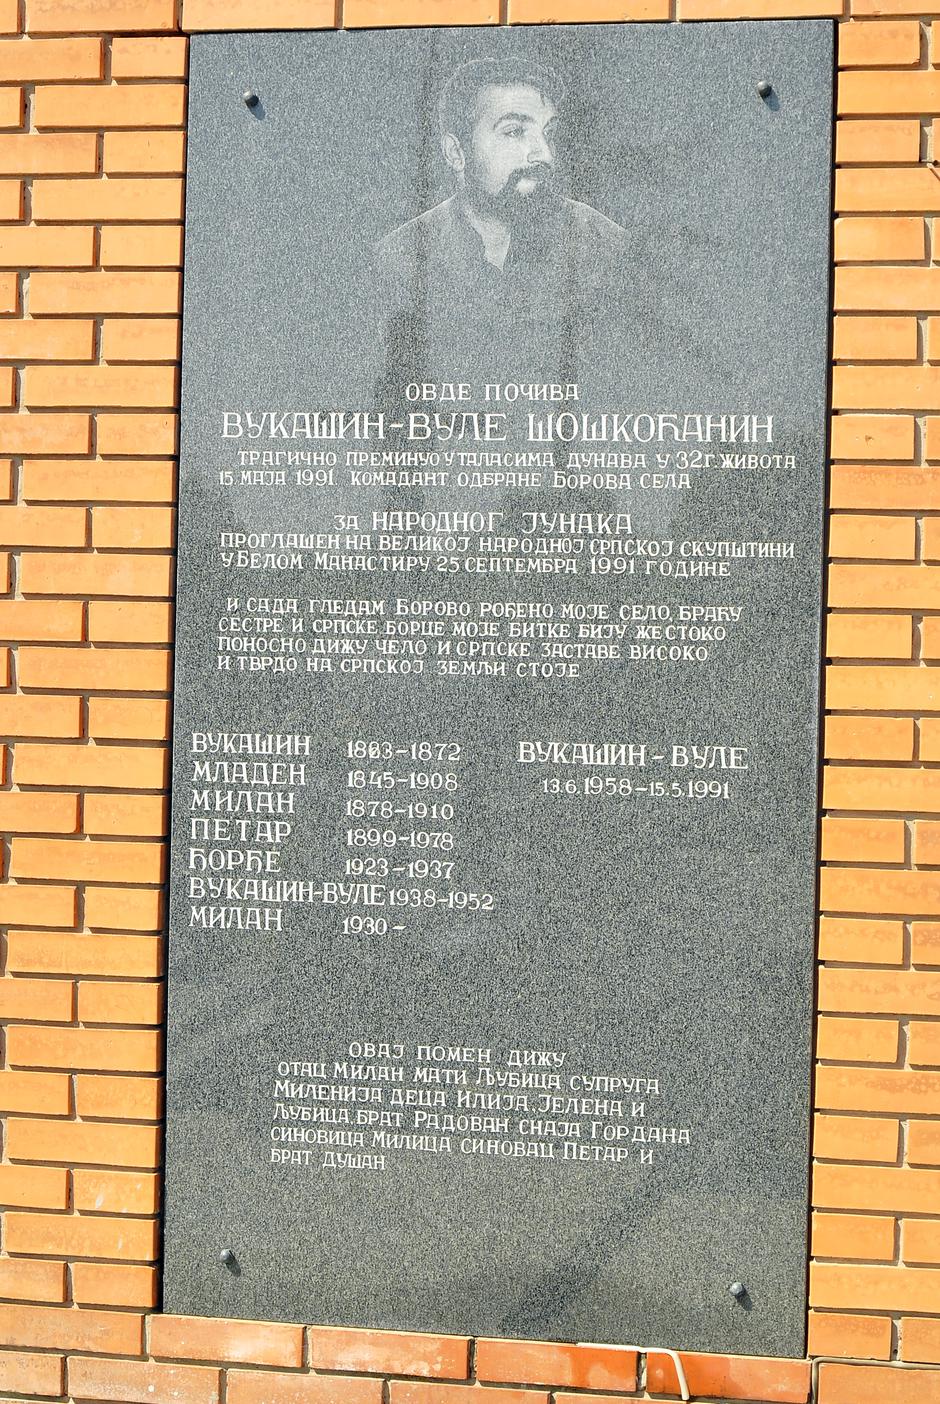 ОВДЕ ПОЧИВА
ВУКАШИН-ВУЛЕ ШОШКОЋАНИН
ТРАГИЧНО ПРЕМИНУО У ТАЛАСИМА ДУНАВА У 32 Г. ЖИВОТА
15 МАЈА 1991. КОМАДАНТ ОДБРАНЕ БОРОВА СЕЛА
ЗА НАРОДНОГ ЈУНАКА
ПРОГЛАШЕН НА ВЕЛИКОЈ НАРОДНОЈ СРПСКОЈ СКУПШТИНИ
У БЕЛОМ МАНАСТИРУ 25 СЕПТЕМБРА 1991 ГОДИНЕ
И САДА ГЛЕДАМ БОРОВО РОЂЕНО МОЈЕ СЕЛО, БРАЋУ
СЕСТРЕ И СРПСКЕ БОРЦЕ МОЈЕ БИТКЕ БИЈУ ЖЕСТОКО
ПОНОСНО ДИЖУ ЧЕЛО И СРПСКЕ ЗАСТАВЕ ВИСОКО
И ТВРДО НА СРПСКОЈ ЗЕМЉИ СТОЈЕ
ВУКАШИН 1803-1872
МЛАДЕН 1845-1908
МИЛАН 1878-1910
ПЕТАР 1899-1978
ЂОРЂЕ 1923-1937
ВУКАШИН-ВУЛЕ 1938-1952
МИЛАН 1930-
ВУКАШИН-ВУЛЕ
13.6.1958-15.5.1991
ОВАЈ ПОМЕН ДИЖУ
ОТАЦ МИЛАН МАТИ ЉУБИЦА СУПРУГА
МИЛЕНИЈА ДЕЦА ИЛИЈА, ЈЕЛЕНА И
ЉУБИЦА, БРАТ РАДОВАН СНАЈА ГОРДАНА
СИНОВИЦА МИЛИЦА СИНОВАЦ ПЕТАР И
БРАТ ДУШАН